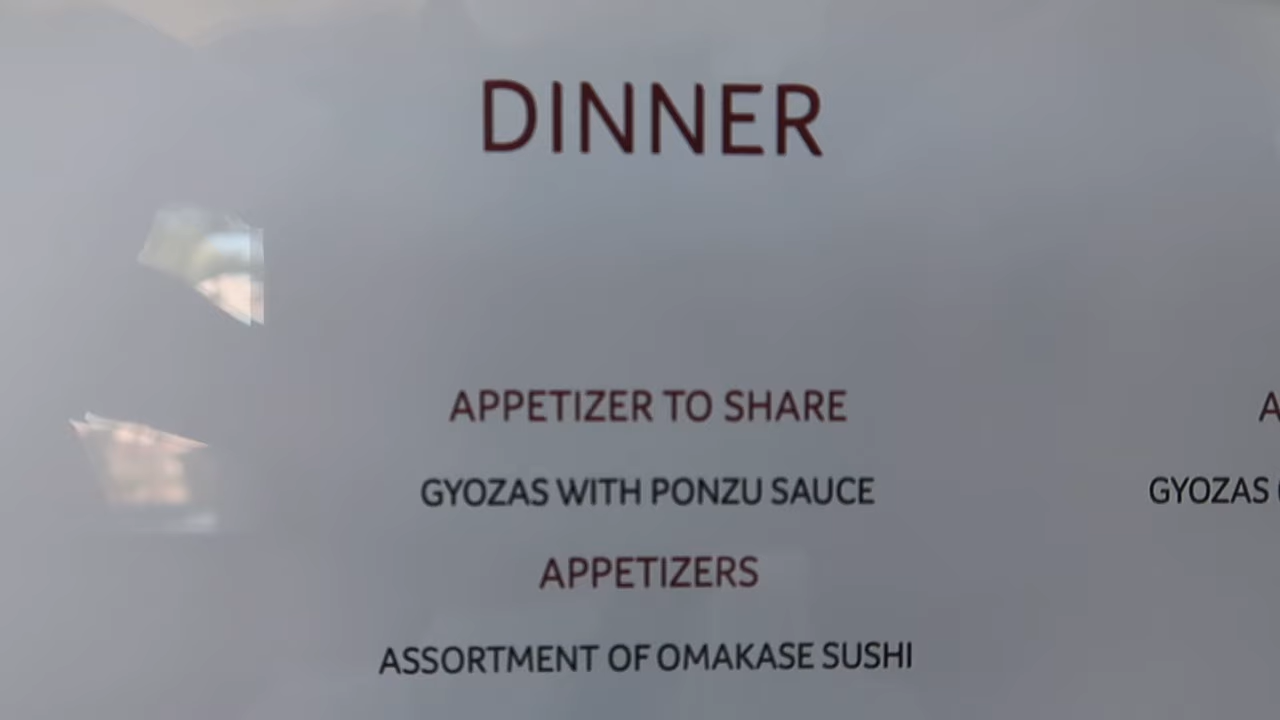 DINNER
APPETIZER TO SHARE
GYOZAS WITH PONZU SAUCE
APPETIZERS
ASSORTMENT OF OMAKASE SUSHI
GYOZAS